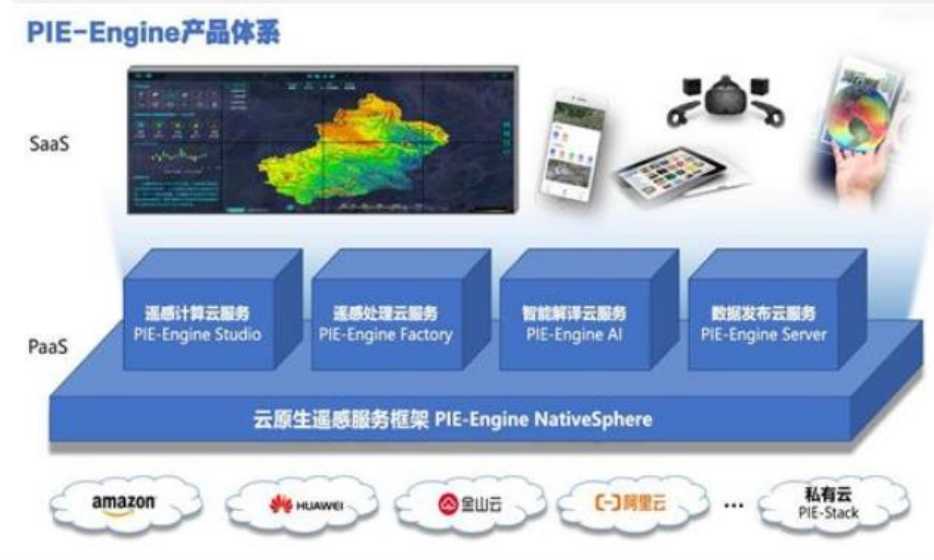 PIE-Engine产品体系
SaaS
遥感计算云服务
PIE-Engine Studio
遥感处理云服务
PIE-Engine Factory
智能解译云服务
PIE-Engine AI
数据发布云服务
PIE-Engine Server
PaaS
云原生遥感服务框架 PIE-Engine NativeSphere
amazon
HUAWEI
金山云
阿里云
...
私有云
PIE-Stack